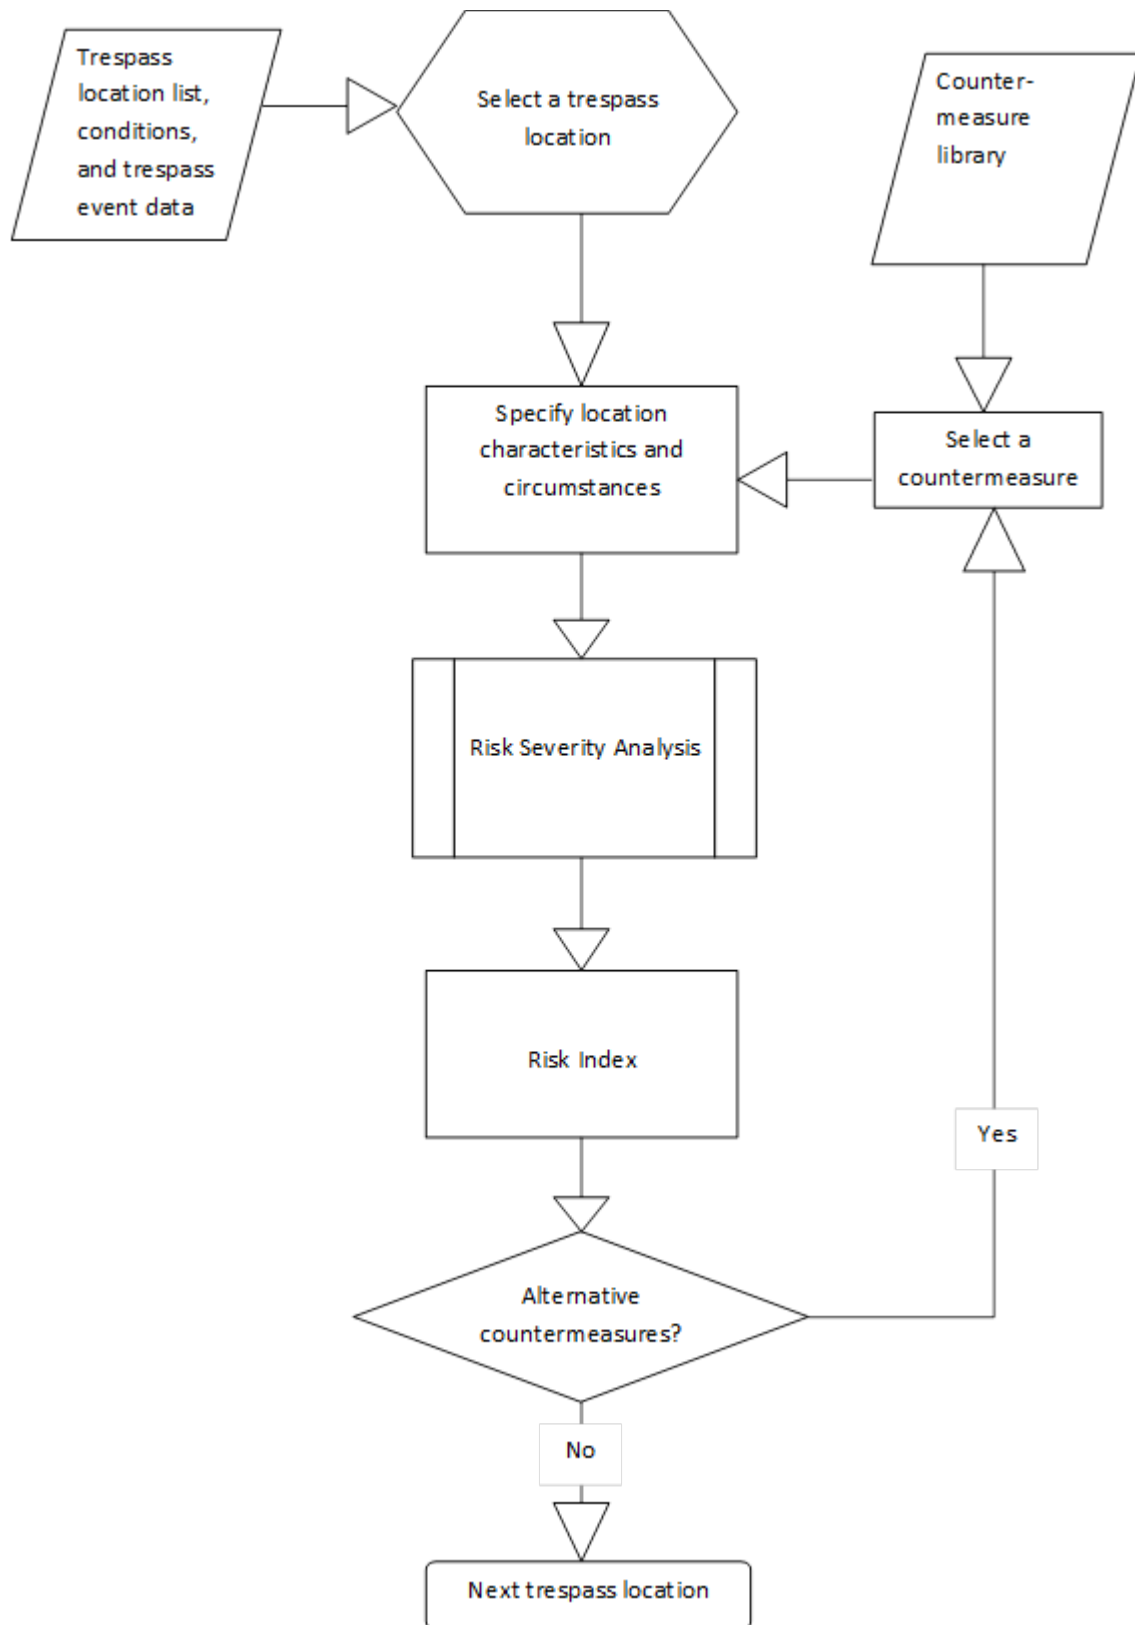 Trespass
location list,
conditions,
and trespass
event data
Select a trespass
location
Counter-
measure
library
Specify location
characteristics and
circumstances
Select a
countermeasure
Risk Severity Analysis
Risk Index
Yes
Alternative
countermeasures?
No
Next trespass location